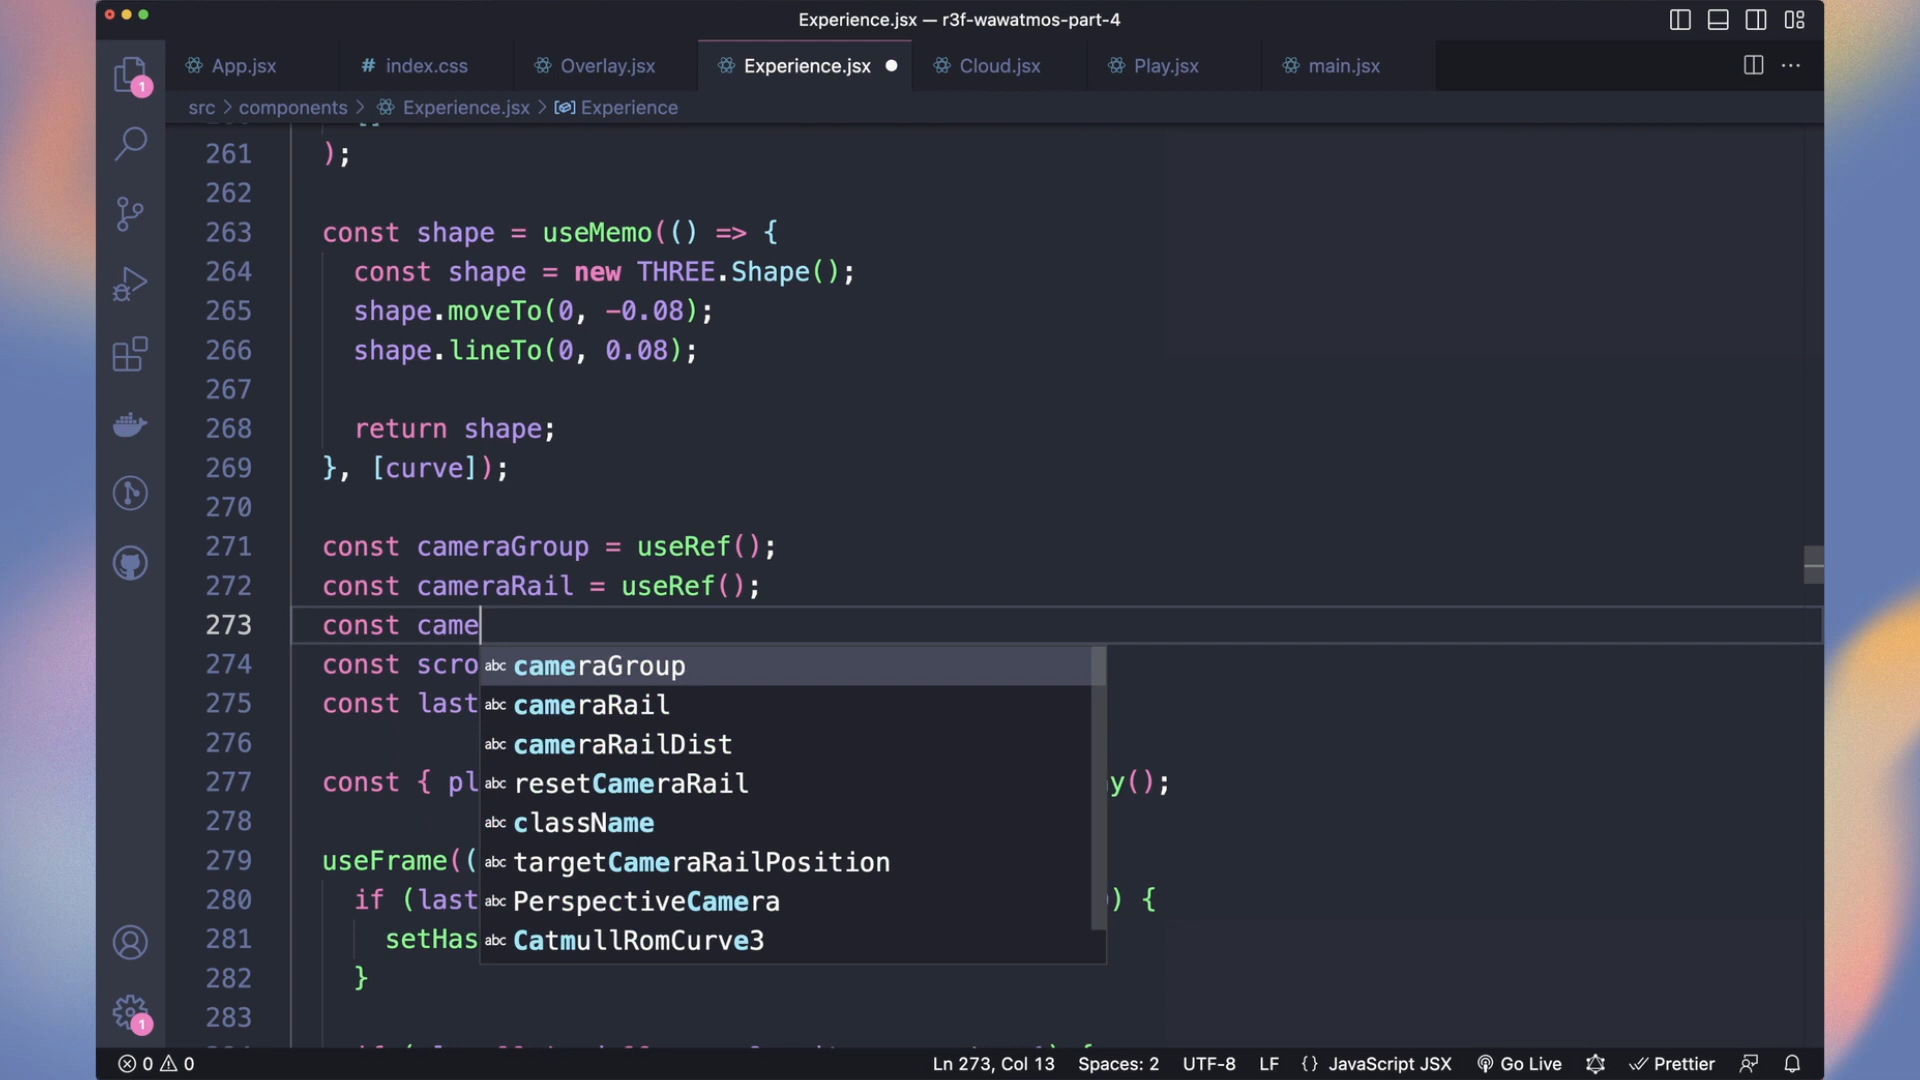 Experience.jsx — r3f-wawatmos-part-4
App.jsx
# index.css
Overlay.jsx
Experience.jsx
Cloud.jsx
Play.jsx
main.jsx
src > components > Experience.jsx > Experience
1
261 );
262
263 const shape = useMemo(() => {
264 const shape = new THREE.Shape();
265 shape.moveTo(0, -0.08);
266 shape.lineTo(0, 0.08);
267
268 return shape;
269 }, [curve]);
270
271 const cameraGroup = useRef();
272 const cameraRail = useRef();
273 const came
274 const scro
275 const last
276
277 const { pl y();
278
279 useFrame((
280 if (last ) {
281 setHas
282 }
283
abc cameraGroup
abc cameraRail
abc cameraRailDist
abc resetCameraRail
abc className
abc targetCameraRailPosition
abc PerspectiveCamera
abc CatmullRomCurve3
1
0 0
Ln 273, Col 13
Spaces: 2
UTF-8
LF
{} JavaScript JSX
Go Live
Prettier